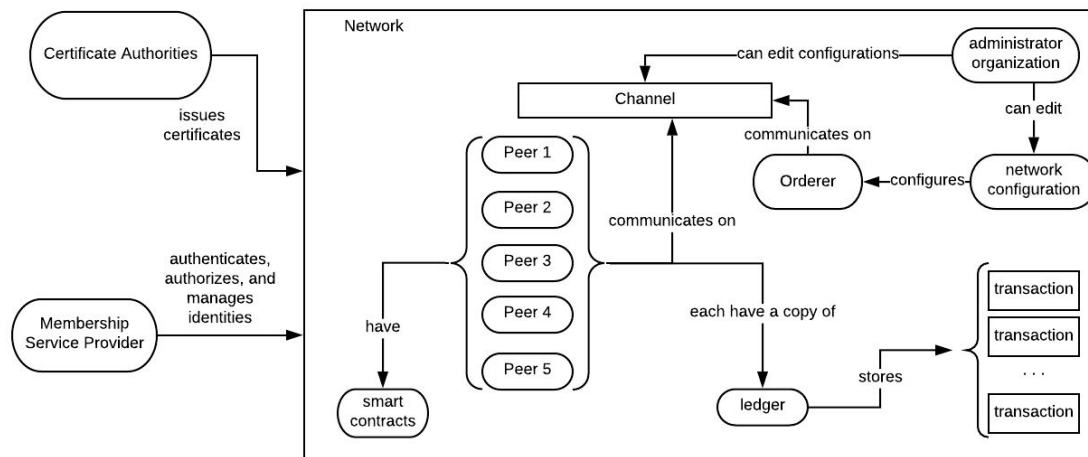 Network
Certificate Authorities
issues
certificates
Membership
Service Provider
authenticates,
authorizes, and
manages
identities
can edit configurations
administrator
organization
Channel
can edit
communicates on
Orderer
configures
network
configuration
Peer 1
Peer 2
Peer 3
Peer 4
Peer 5
communicates on
have
smart
contracts
each have a copy of
ledger
stores
transaction
transaction
. . .
transaction